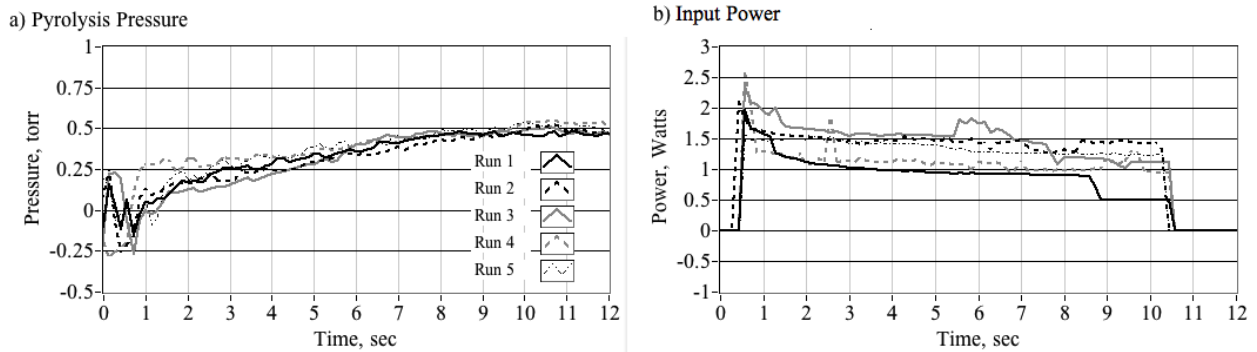 a) Pyrolysis Pressure
1
0.75
0.5
0.25
0
-0.25
-0.5
Pressure, torr
Run 1
Run 2
Run 3
Run 4
Run 5
0 1 2 3 4 5 6 7 8 9 10 11 12
Time, sec
b) Input Power
3
2.5
2
1.5
1
0.5
0
-0.5
-1
Power, Watts
0 1 2 3 4 5 6 7 8 9 10 11 12
Time, sec